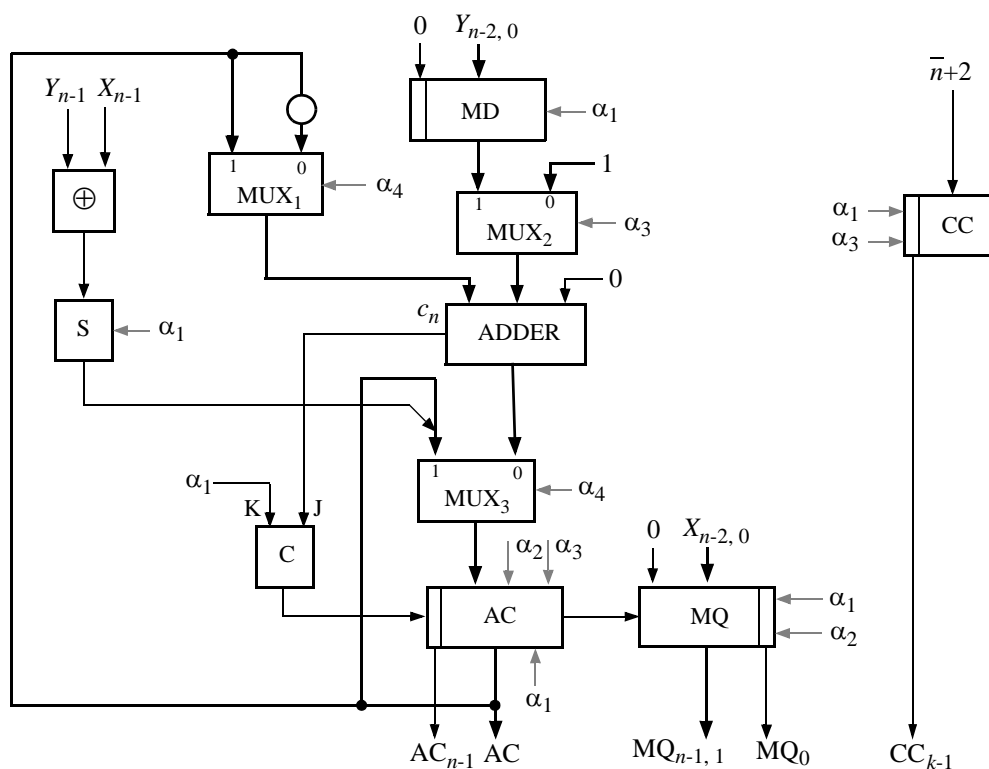 0 Y_{n-2, 0}
n̅+2
Y_{n-1} X_{n-1}
MD α_1
1 0
MUX_1 α_4
1
1 0
MUX_2 α_3
⊕
α_1
α_3
CC
0
S α_1
c_n ADDER
1 0
MUX_3 α_4
α_1
K J
C
α_2 α_3
0 X_{n-2, 0}
AC
MQ
α_1
α_2
α_1
AC_{n-1} AC
MQ_{n-1, 1} MQ_0
CC_{k-1}